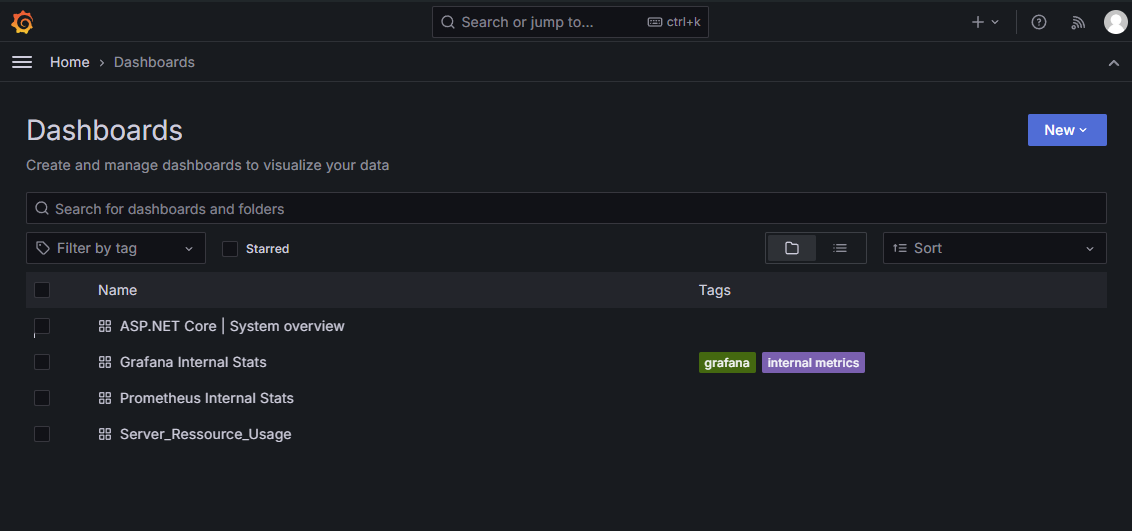 Search or jump to... ctrl+k
Home › Dashboards
Dashboards
New
Create and manage dashboards to visualize your data
Search for dashboards and folders
Filter by tag Starred Sort
Name Tags
ASP.NET Core | System overview
Grafana Internal Stats grafana internal metrics
Prometheus Internal Stats
Server_Ressource_Usage